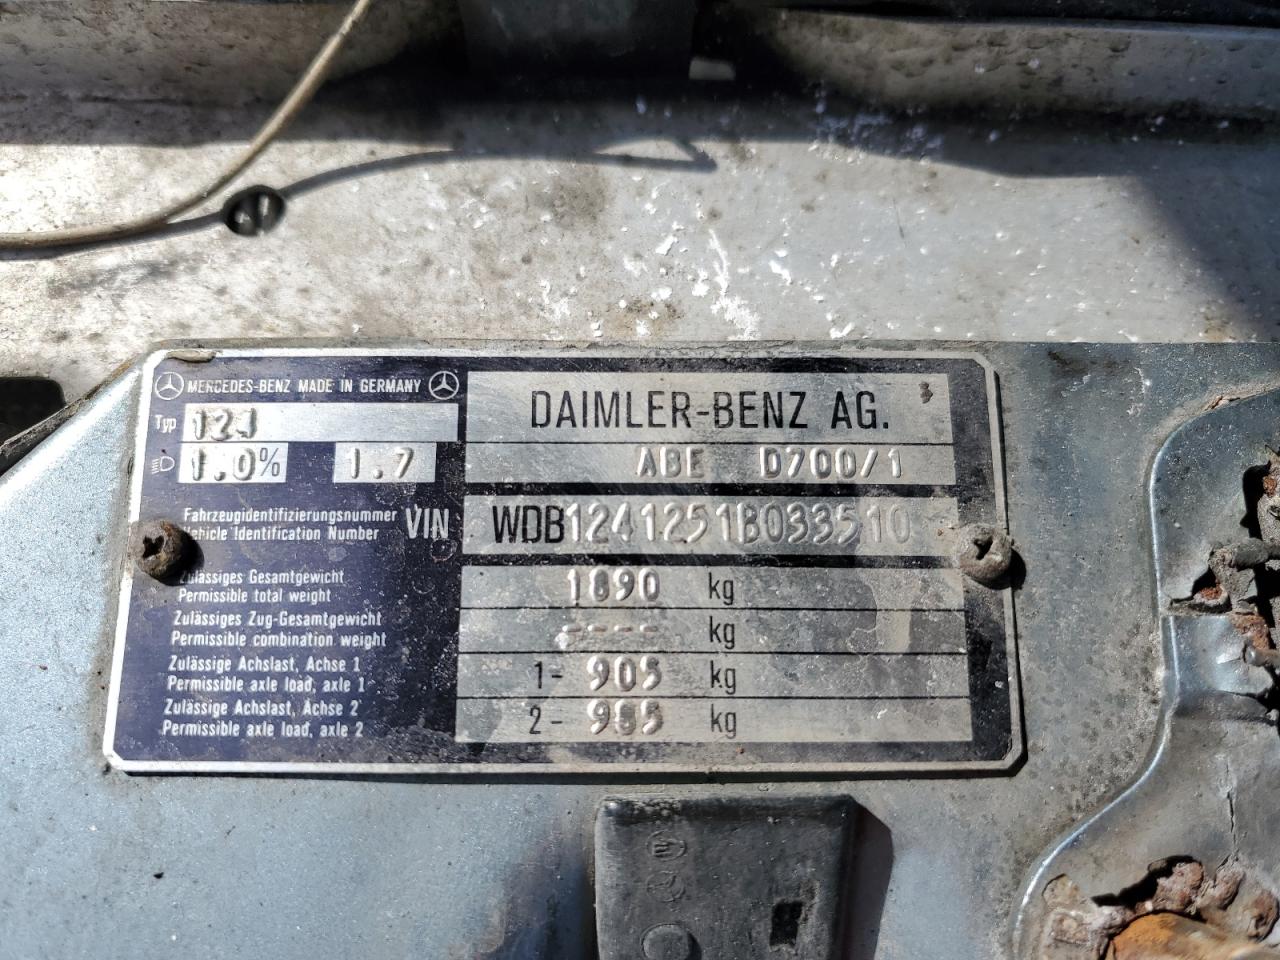 MERCEDES-BENZ MADE IN GERMANY
DAIMLER-BENZ AG.
Typ 124
1.0% 1.7
ABE D700/1
Fahrzeugidentifizierungsnummer
Vehicle Identification Number
VIN WDB1241251B033510
Zulässiges Gesamtgewicht
Permissible total weight
1890 kg
Zulässiges Zug-Gesamtgewicht
Permissible combination weight
---- kg
Zulässige Achslast, Achse 1
Permissible axle load, axle 1
1- 905 kg
Zulässige Achslast, Achse 2
Permissible axle load, axle 2
2- 985 kg